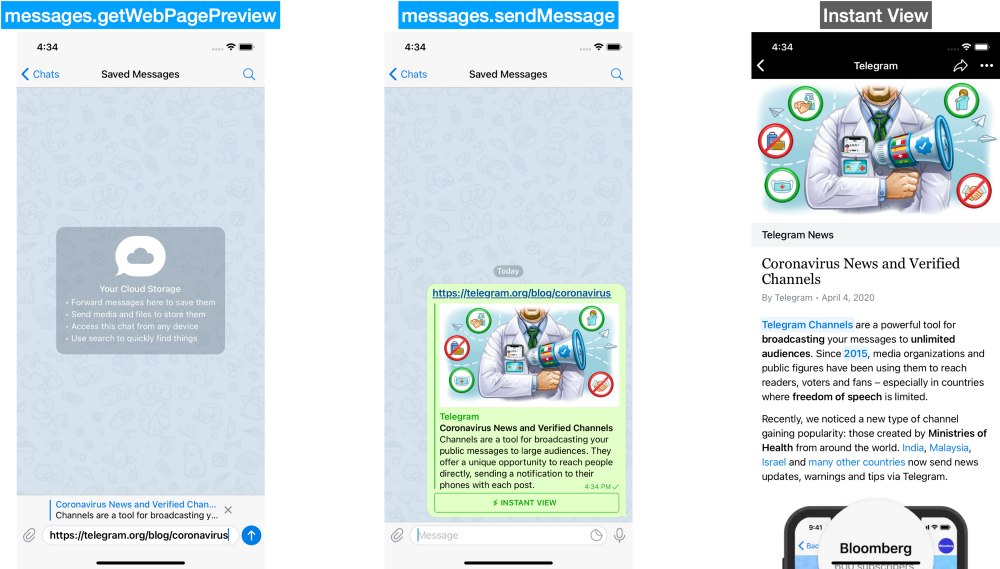 messages.getWebPagePreview
4:34
Chats
Saved Messages
Your Cloud Storage
• Forward messages here to save them
• Send media and files to store them
• Access this chat from any device
• Use search to quickly find things
Coronavirus News and Verified Chan...
Channels are a tool for broadcasting y...
https://telegram.org/blog/coronavirus
messages.sendMessage
4:34
Chats
Saved Messages
Today
https://telegram.org/blog/coronavirus
Telegram
Coronavirus News and Verified Channels
Channels are a tool for broadcasting your
public messages to large audiences. They
offer a unique opportunity to reach people
directly, sending a notification to their
phones with each post.
4:34 PM
INSTANT VIEW
Message
Instant View
4:34
Telegram
Telegram News
Coronavirus News and Verified
Channels
By Telegram • April 4, 2020
Telegram Channels are a powerful tool for
broadcasting your messages to unlimited
audiences. Since 2015, media organizations and
public figures have been using them to reach
readers, voters and fans – especially in countries
where freedom of speech is limited.
Recently, we noticed a new type of channel
gaining popularity: those created by Ministries of
Health from around the world. India, Malaysia,
Israel and many other countries now send news
updates, warnings and tips via Telegram.
9:41
Bac
Bloomberg
subscribers